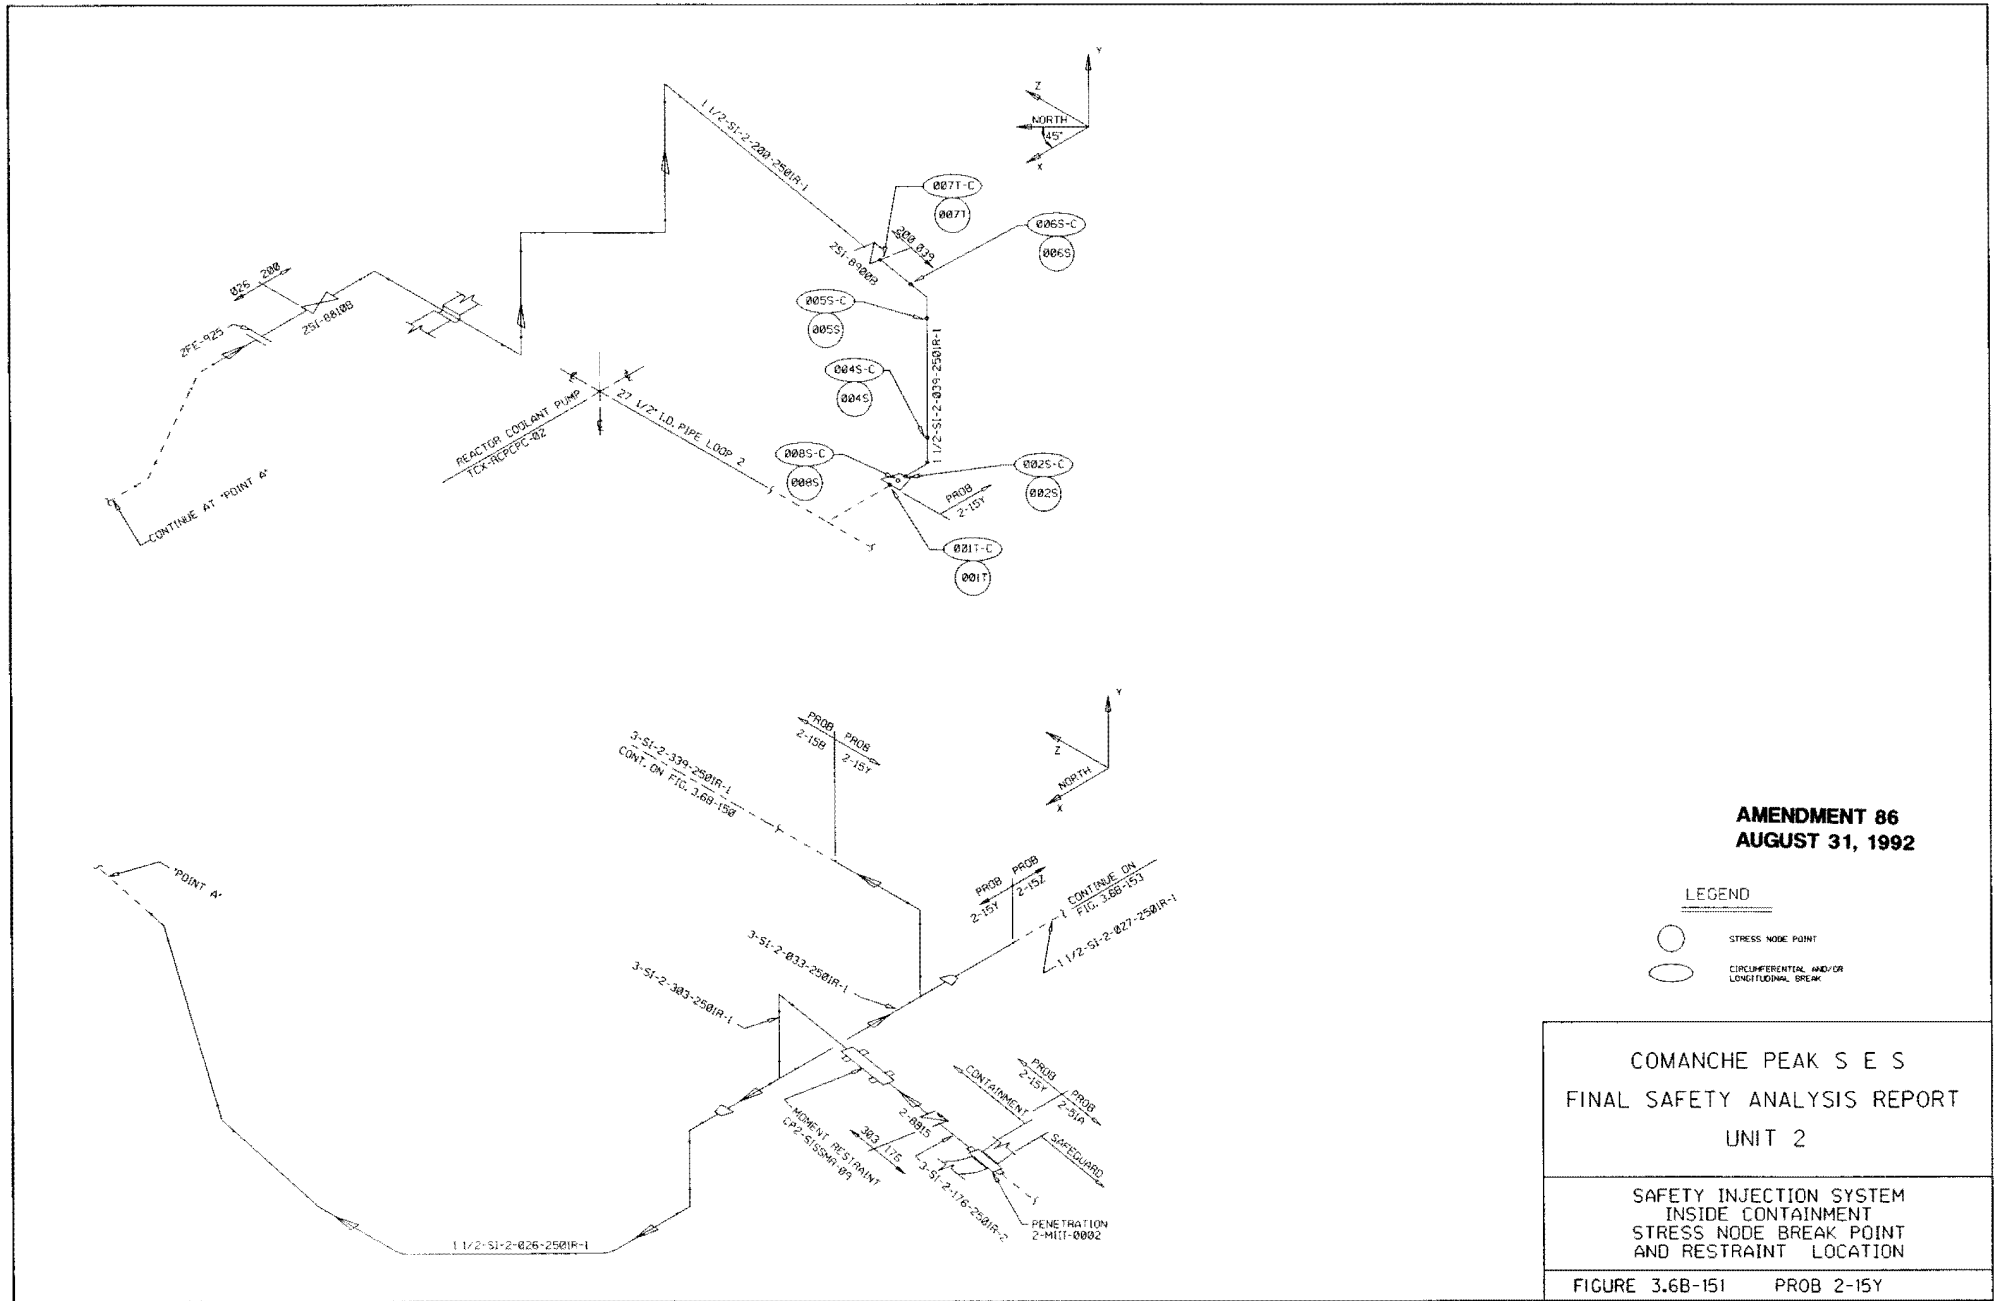 Y
Z
NORTH
45°
X
1 1/2-SI-2-200-2501R-1
007T-C
007T
200 039
2SI-8900B
006S-C
006S
005S-C
005S
004S-C
004S
1 1/2-SI-2-039-2501R-1
026 200
2SI-8810B
2FE-925
REACTOR COOLANT PUMP
TCX-RCPCPC-02
27 1/2" I.D. PIPE LOOP 2
008S-C
008S
002S-C
002S
PROB
2-15Y
001T-C
001T
CONTINUE AT 'POINT A'
Y
Z
NORTH
X
PROB PROB
2-15B 2-15Y
3-SI-2-339-2501R-1
CONT. ON FIG. 3.6B-150
'POINT A'
PROB PROB
2-15Y 2-15Z
CONTINUE ON
FIG. 3.6B-153
1 1/2-SI-2-027-2501R-1
3-SI-2-033-2501R-1
3-SI-2-303-2501R-1
MOMENT RESTRAINT
CP2-SISSMR-09
2-8815
303 176
3-SI-2-176-2501R-2
CONTAINMENT
PROB PROB
2-15Y 2-51A
SAFEGUARD
PENETRATION
2-MIII-0002
1 1/2-SI-2-026-2501R-1
AMENDMENT 86
AUGUST 31, 1992
LEGEND
STRESS NODE POINT
CIRCUMFERENTIAL AND/OR
LONGITUDINAL BREAK
COMANCHE PEAK S E S
FINAL SAFETY ANALYSIS REPORT
UNIT 2
SAFETY INJECTION SYSTEM
INSIDE CONTAINMENT
STRESS NODE BREAK POINT
AND RESTRAINT LOCATION
FIGURE 3.6B-151 PROB 2-15Y